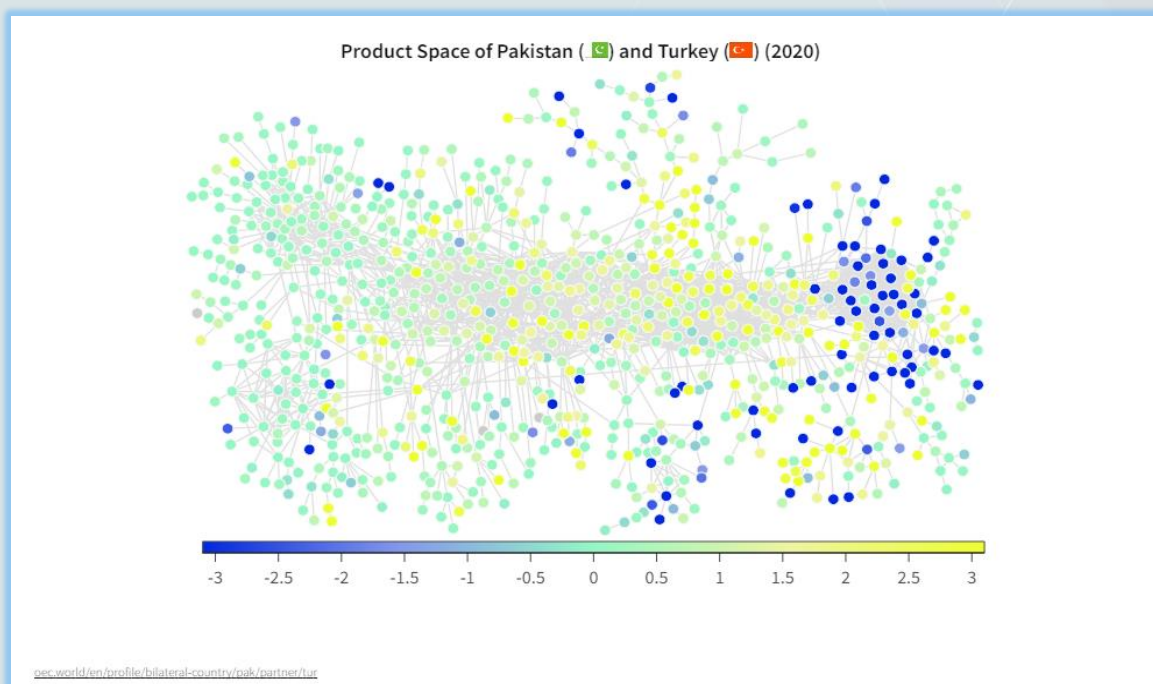 Product Space of Pakistan ( ) and Turkey ( ) (2020)
-3 -2.5 -2 -1.5 -1 -0.5 0 0.5 1 1.5 2 2.5 3
oec.world/en/profile/bilateral-country/pak/partner/tur